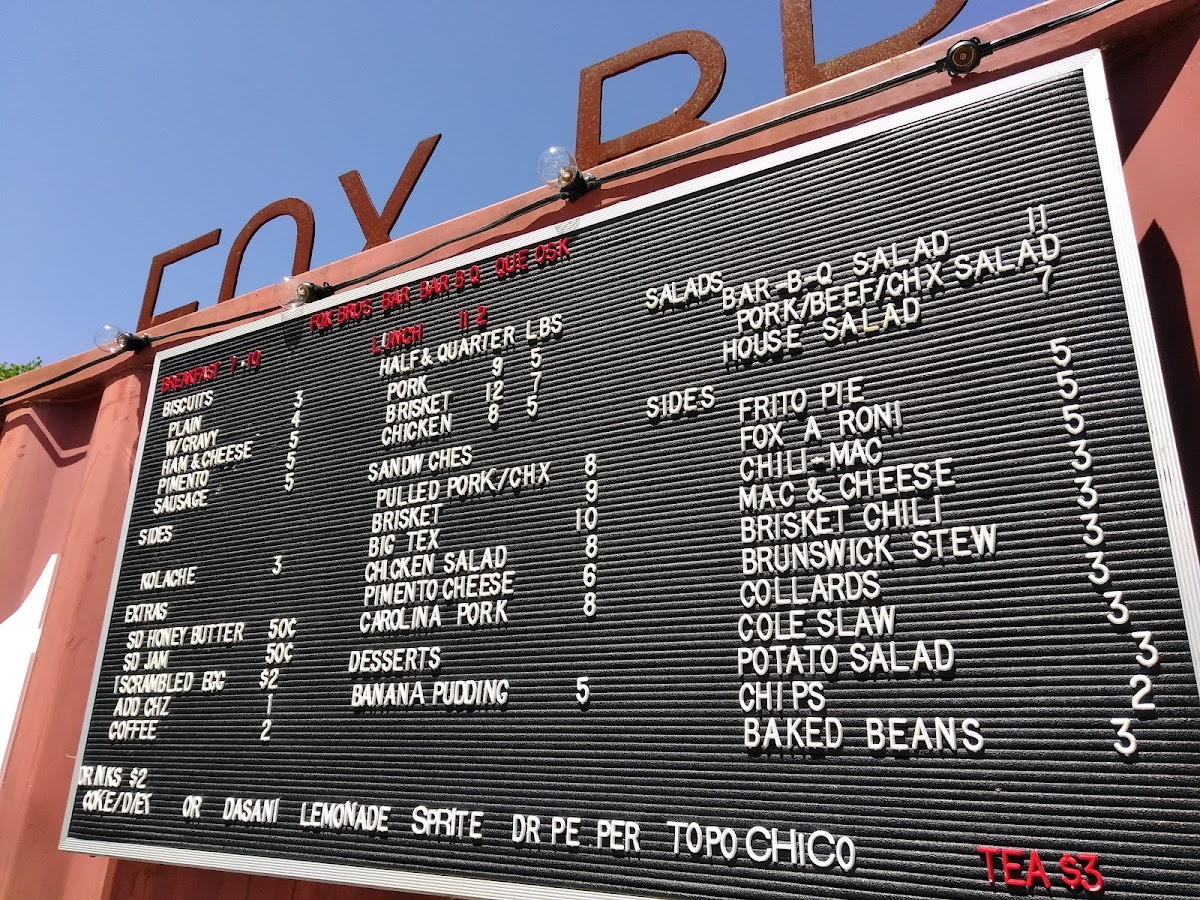 FOX B
FOX BROS BAR BAR B Q QUE OSK
BREAKFAST 7-10
BISCUITS
PLAIN 3
W/GRAVY 4
HAM & CHEESE 5
PIMENTO 5
SAUSAGE 5
SIDES
KOLACHE 3
EXTRAS
SD HONEY BUTTER 50¢
SD JAM 50¢
1 SCRAMBLED EGG $2
ADD CHZ 1
COFFEE 2
LUNCH 11 2
HALF & QUARTER LBS
PORK 9 5
BRISKET 12 7
CHICKEN 8 5
SANDW CHES
PULLED PORK/CHX 8
BRISKET 9
BIG TEX 10
CHICKEN SALAD 8
PIMENTO CHEESE 6
CAROLINA PORK 8
DESSERTS
BANANA PUDDING 5
SALADS BAR-B-Q SALAD 11
PORK/BEEF/CHX SALAD
HOUSE SALAD 7
SIDES FRITO PIE 5
FOX A RONI 5
CHILI-MAC 5
MAC & CHEESE 3
BRISKET CHILI 3
BRUNSWICK STEW 3
COLLARDS 3
COLE SLAW 3
POTATO SALAD 3
CHIPS 2
BAKED BEANS 3
DRINKS $2
COKE/DIET OR DASANI LEMONADE SPRITE DR PE PER TOPO CHICO
TEA $3